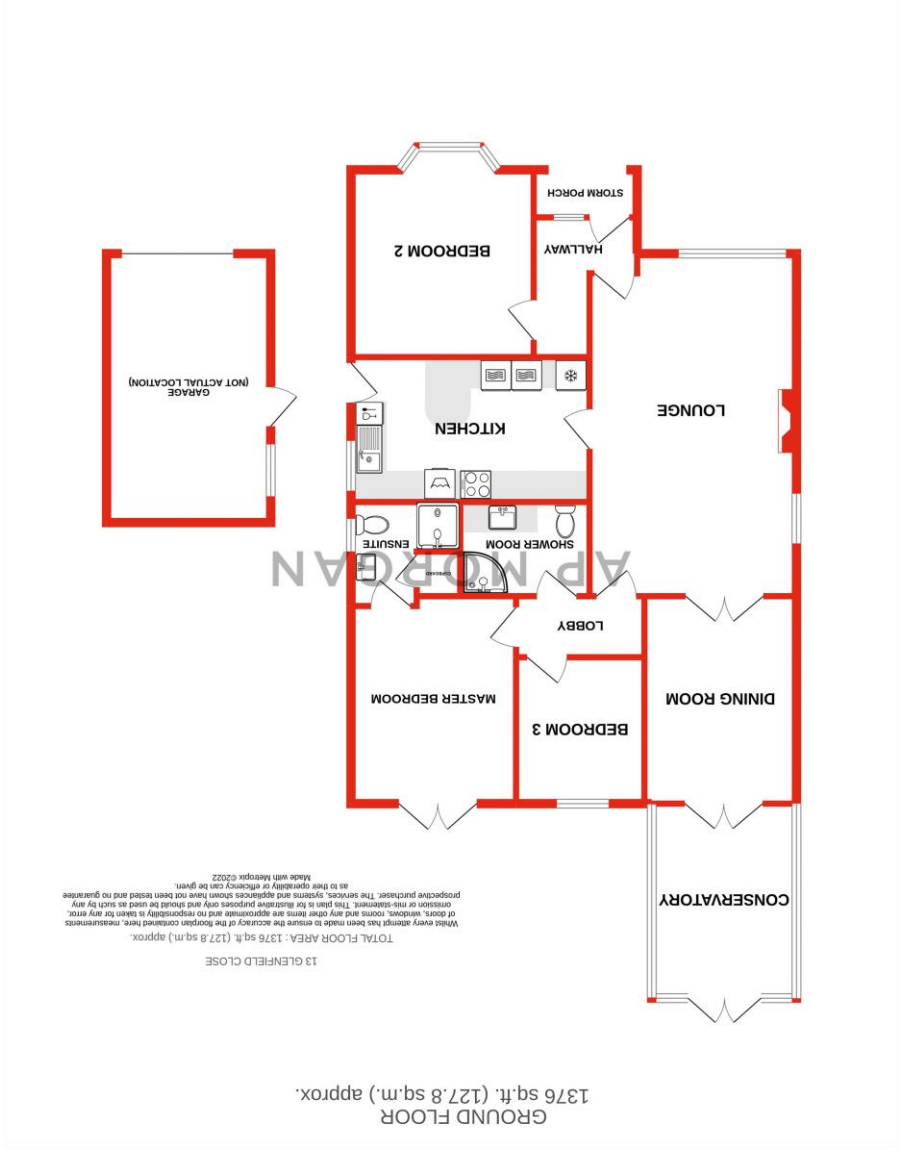 GROUND FLOOR
1376 sq.ft. (127.8 sq.m.) approx.
CONSERVATORY
DINING ROOM
BEDROOM 3
MASTER BEDROOM
LOBBY
CUPBOARD
ENSUITE
SHOWER ROOM
AP MORGAN
KITCHEN
LOUNGE
GARAGE
(NOT ACTUAL LOCATION)
HALLWAY
BEDROOM 2
STORM PORCH
13 GLENFIELD CLOSE
TOTAL FLOOR AREA : 1376 sq.ft. (127.8 sq.m.) approx.
Whilst every attempt has been made to ensure the accuracy of the floorplan contained here, measurements
of doors, windows, rooms and any other items are approximate and no responsibility is taken for any error,
omission or mis-statement. This plan is for illustrative purposes only and should be used as such by any
prospective purchaser. The services, systems and appliances shown have not been tested and no guarantee
as to their operability or efficiency can be given.
Made with Metropix ©2022